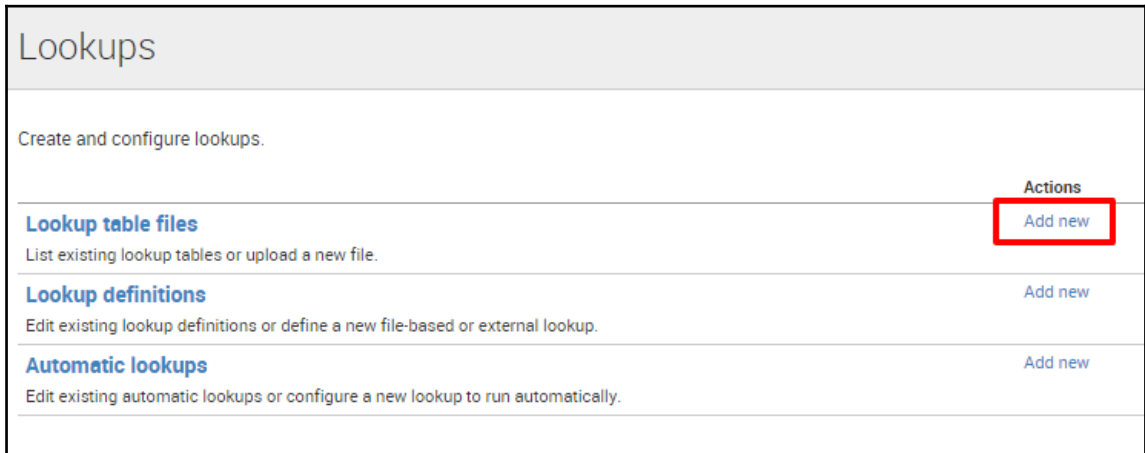 Lookups
Create and configure lookups.
Actions
Lookup table files
Add new
List existing lookup tables or upload a new file.
Lookup definitions
Add new
Edit existing lookup definitions or define a new file-based or external lookup.
Automatic lookups
Add new
Edit existing automatic lookups or configure a new lookup to run automatically.